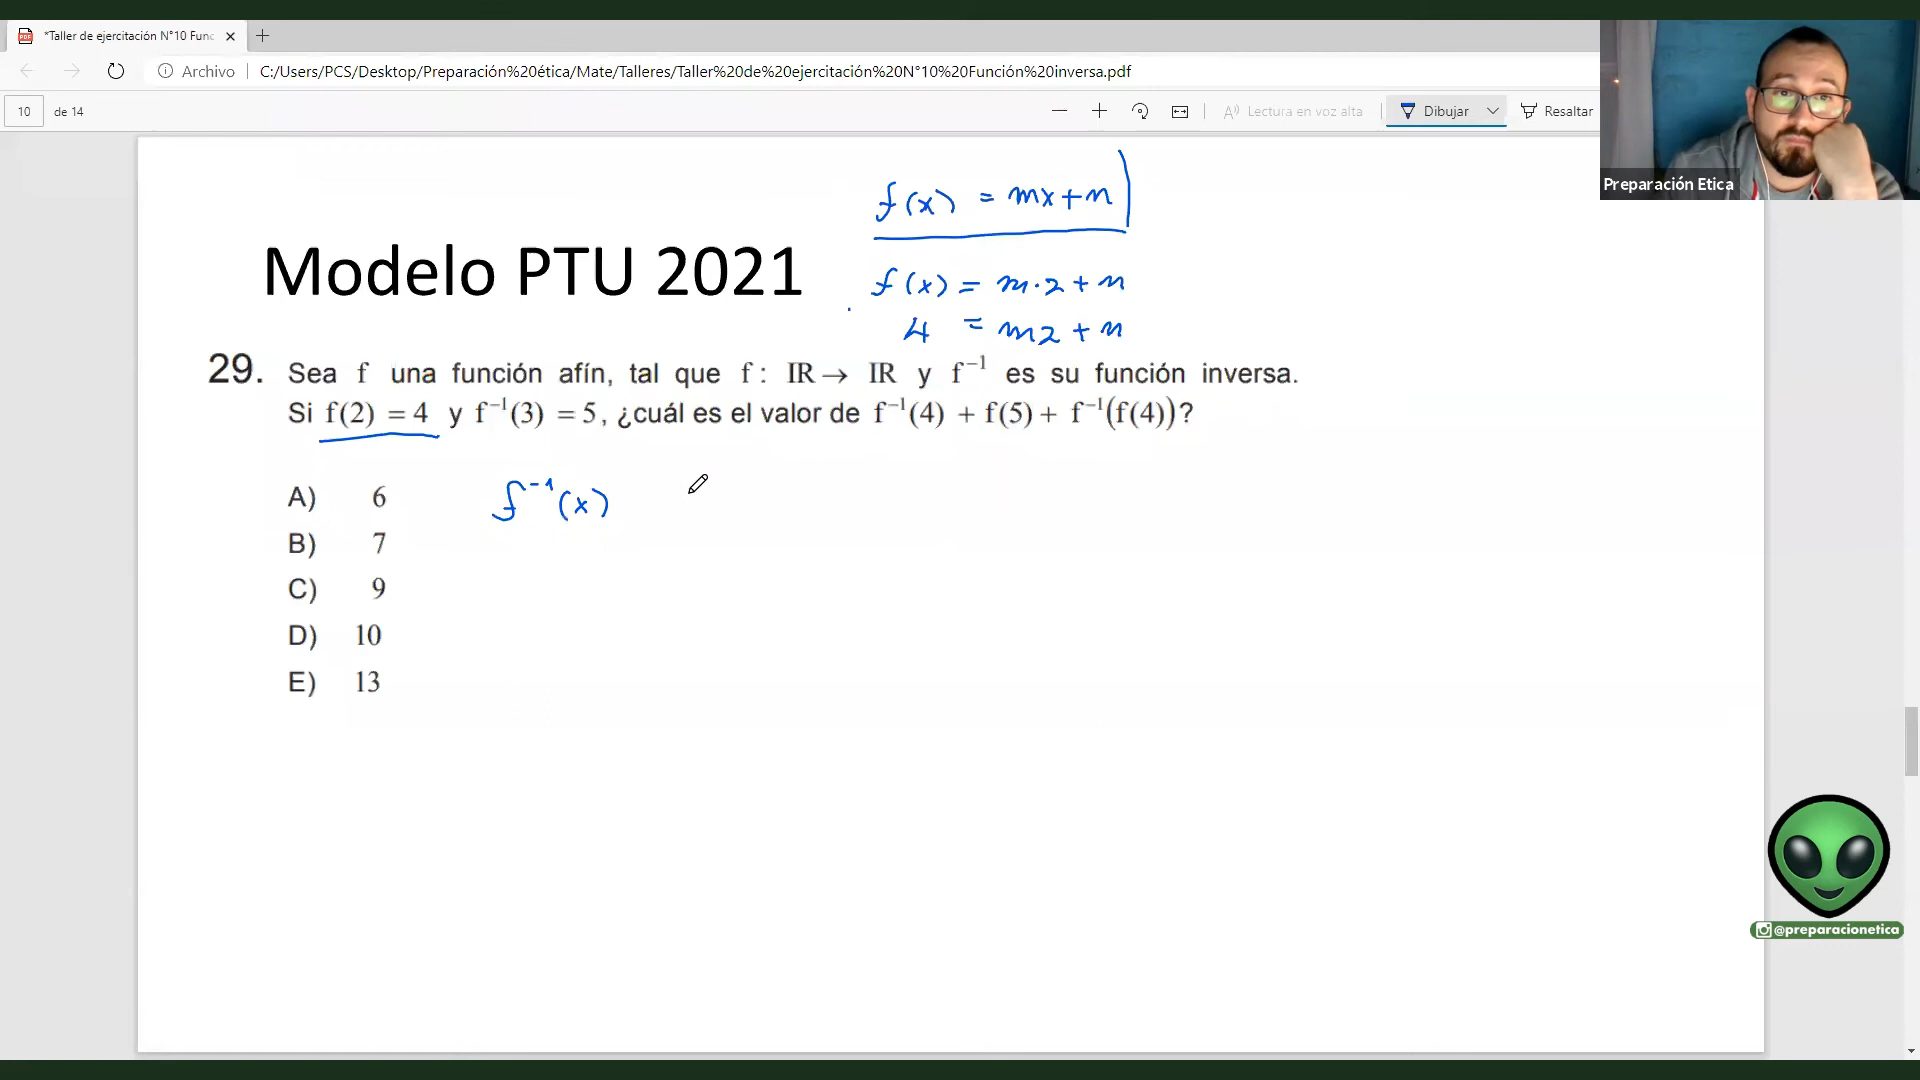 *Taller de ejercitación N°10 Func
Archivo
C:/Users/PCS/Desktop/Preparación%20ética/Mate/Talleres/Taller%20de%20ejercitación%20N°10%20Función%20inversa.pdf
10 de 14
Lectura en voz alta
Dibujar
Resaltar
Preparación Etica
f(x) = mx+n
Modelo PTU 2021
f(x) = m·2+n
4 = m2+n
29. Sea f una función afín, tal que f : IR → IR y f⁻¹ es su función inversa.
Si f(2) = 4 y f⁻¹(3) = 5, ¿cuál es el valor de f⁻¹(4) + f(5) + f⁻¹(f(4))?
A) 6
f⁻¹(x)
B) 7
C) 9
D) 10
E) 13
@preparacionetica